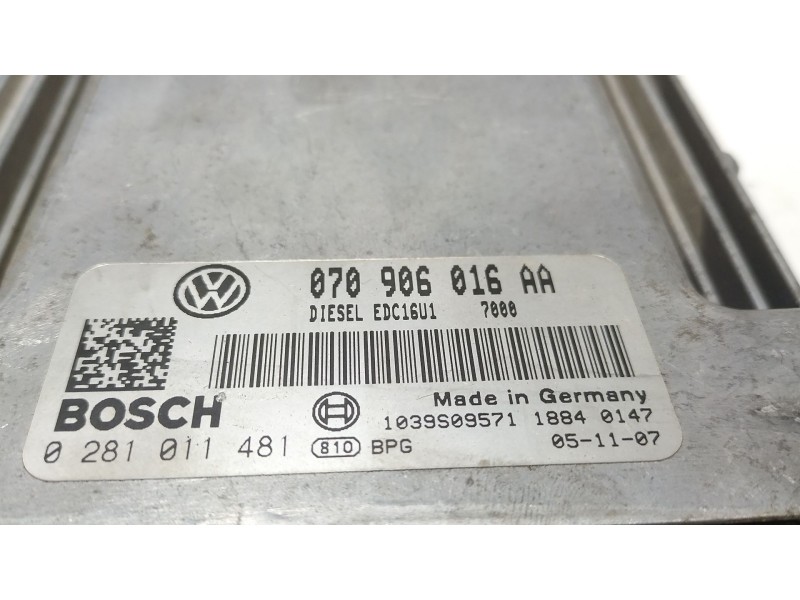 070 906 016 AA
DIESEL EDC16U1 7000
Made in Germany
BOSCH
1039S09571 1884 0147
0 281 011 481 810 BPG 05-11-07